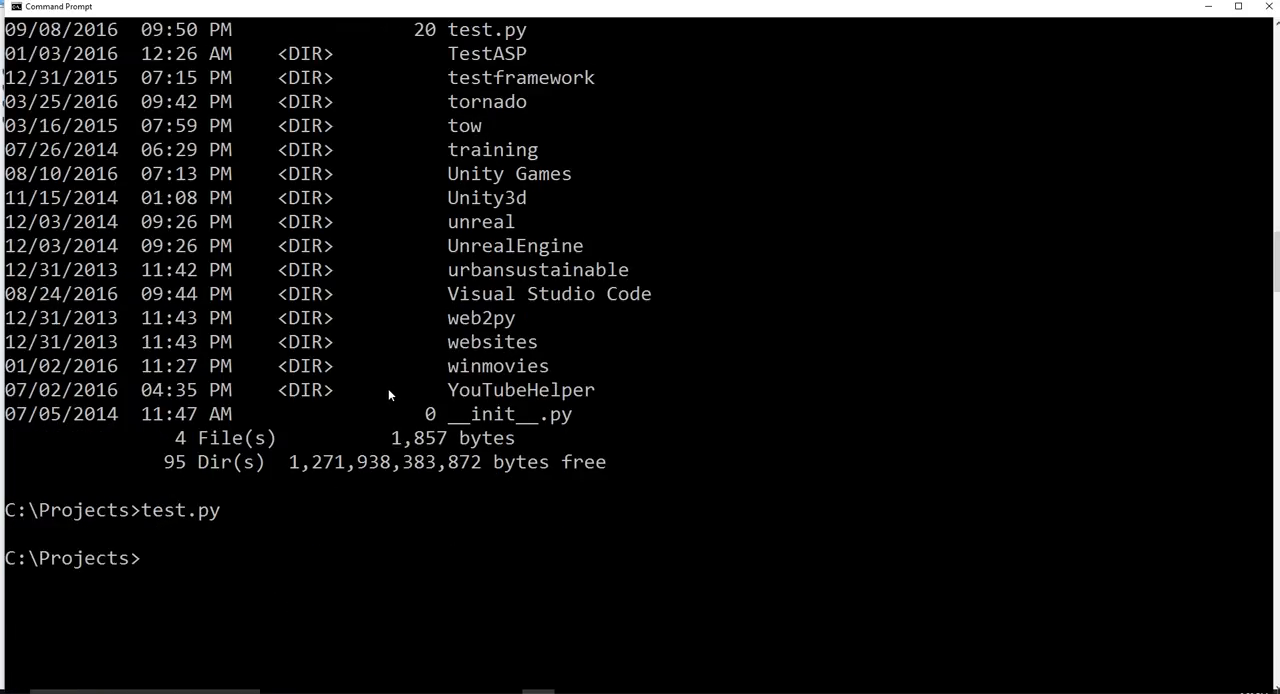 Command Prompt
09/08/2016  09:50 PM                20 test.py
01/03/2016  12:26 AM    <DIR>          TestASP
12/31/2015  07:15 PM    <DIR>          testframework
03/25/2016  09:42 PM    <DIR>          tornado
03/16/2015  07:59 PM    <DIR>          tow
07/26/2014  06:29 PM    <DIR>          training
08/10/2016  07:13 PM    <DIR>          Unity Games
11/15/2014  01:08 PM    <DIR>          Unity3d
12/03/2014  09:26 PM    <DIR>          unreal
12/03/2014  09:26 PM    <DIR>          UnrealEngine
12/31/2013  11:42 PM    <DIR>          urbansustainable
08/24/2016  09:44 PM    <DIR>          Visual Studio Code
12/31/2013  11:43 PM    <DIR>          web2py
12/31/2013  11:43 PM    <DIR>          websites
01/02/2016  11:27 PM    <DIR>          winmovies
07/02/2016  04:35 PM    <DIR>          YouTubeHelper
07/05/2014  11:47 AM                 0 __init__.py
               4 File(s)          1,857 bytes
              95 Dir(s)  1,271,938,383,872 bytes free
C:\Projects>test.py
C:\Projects>